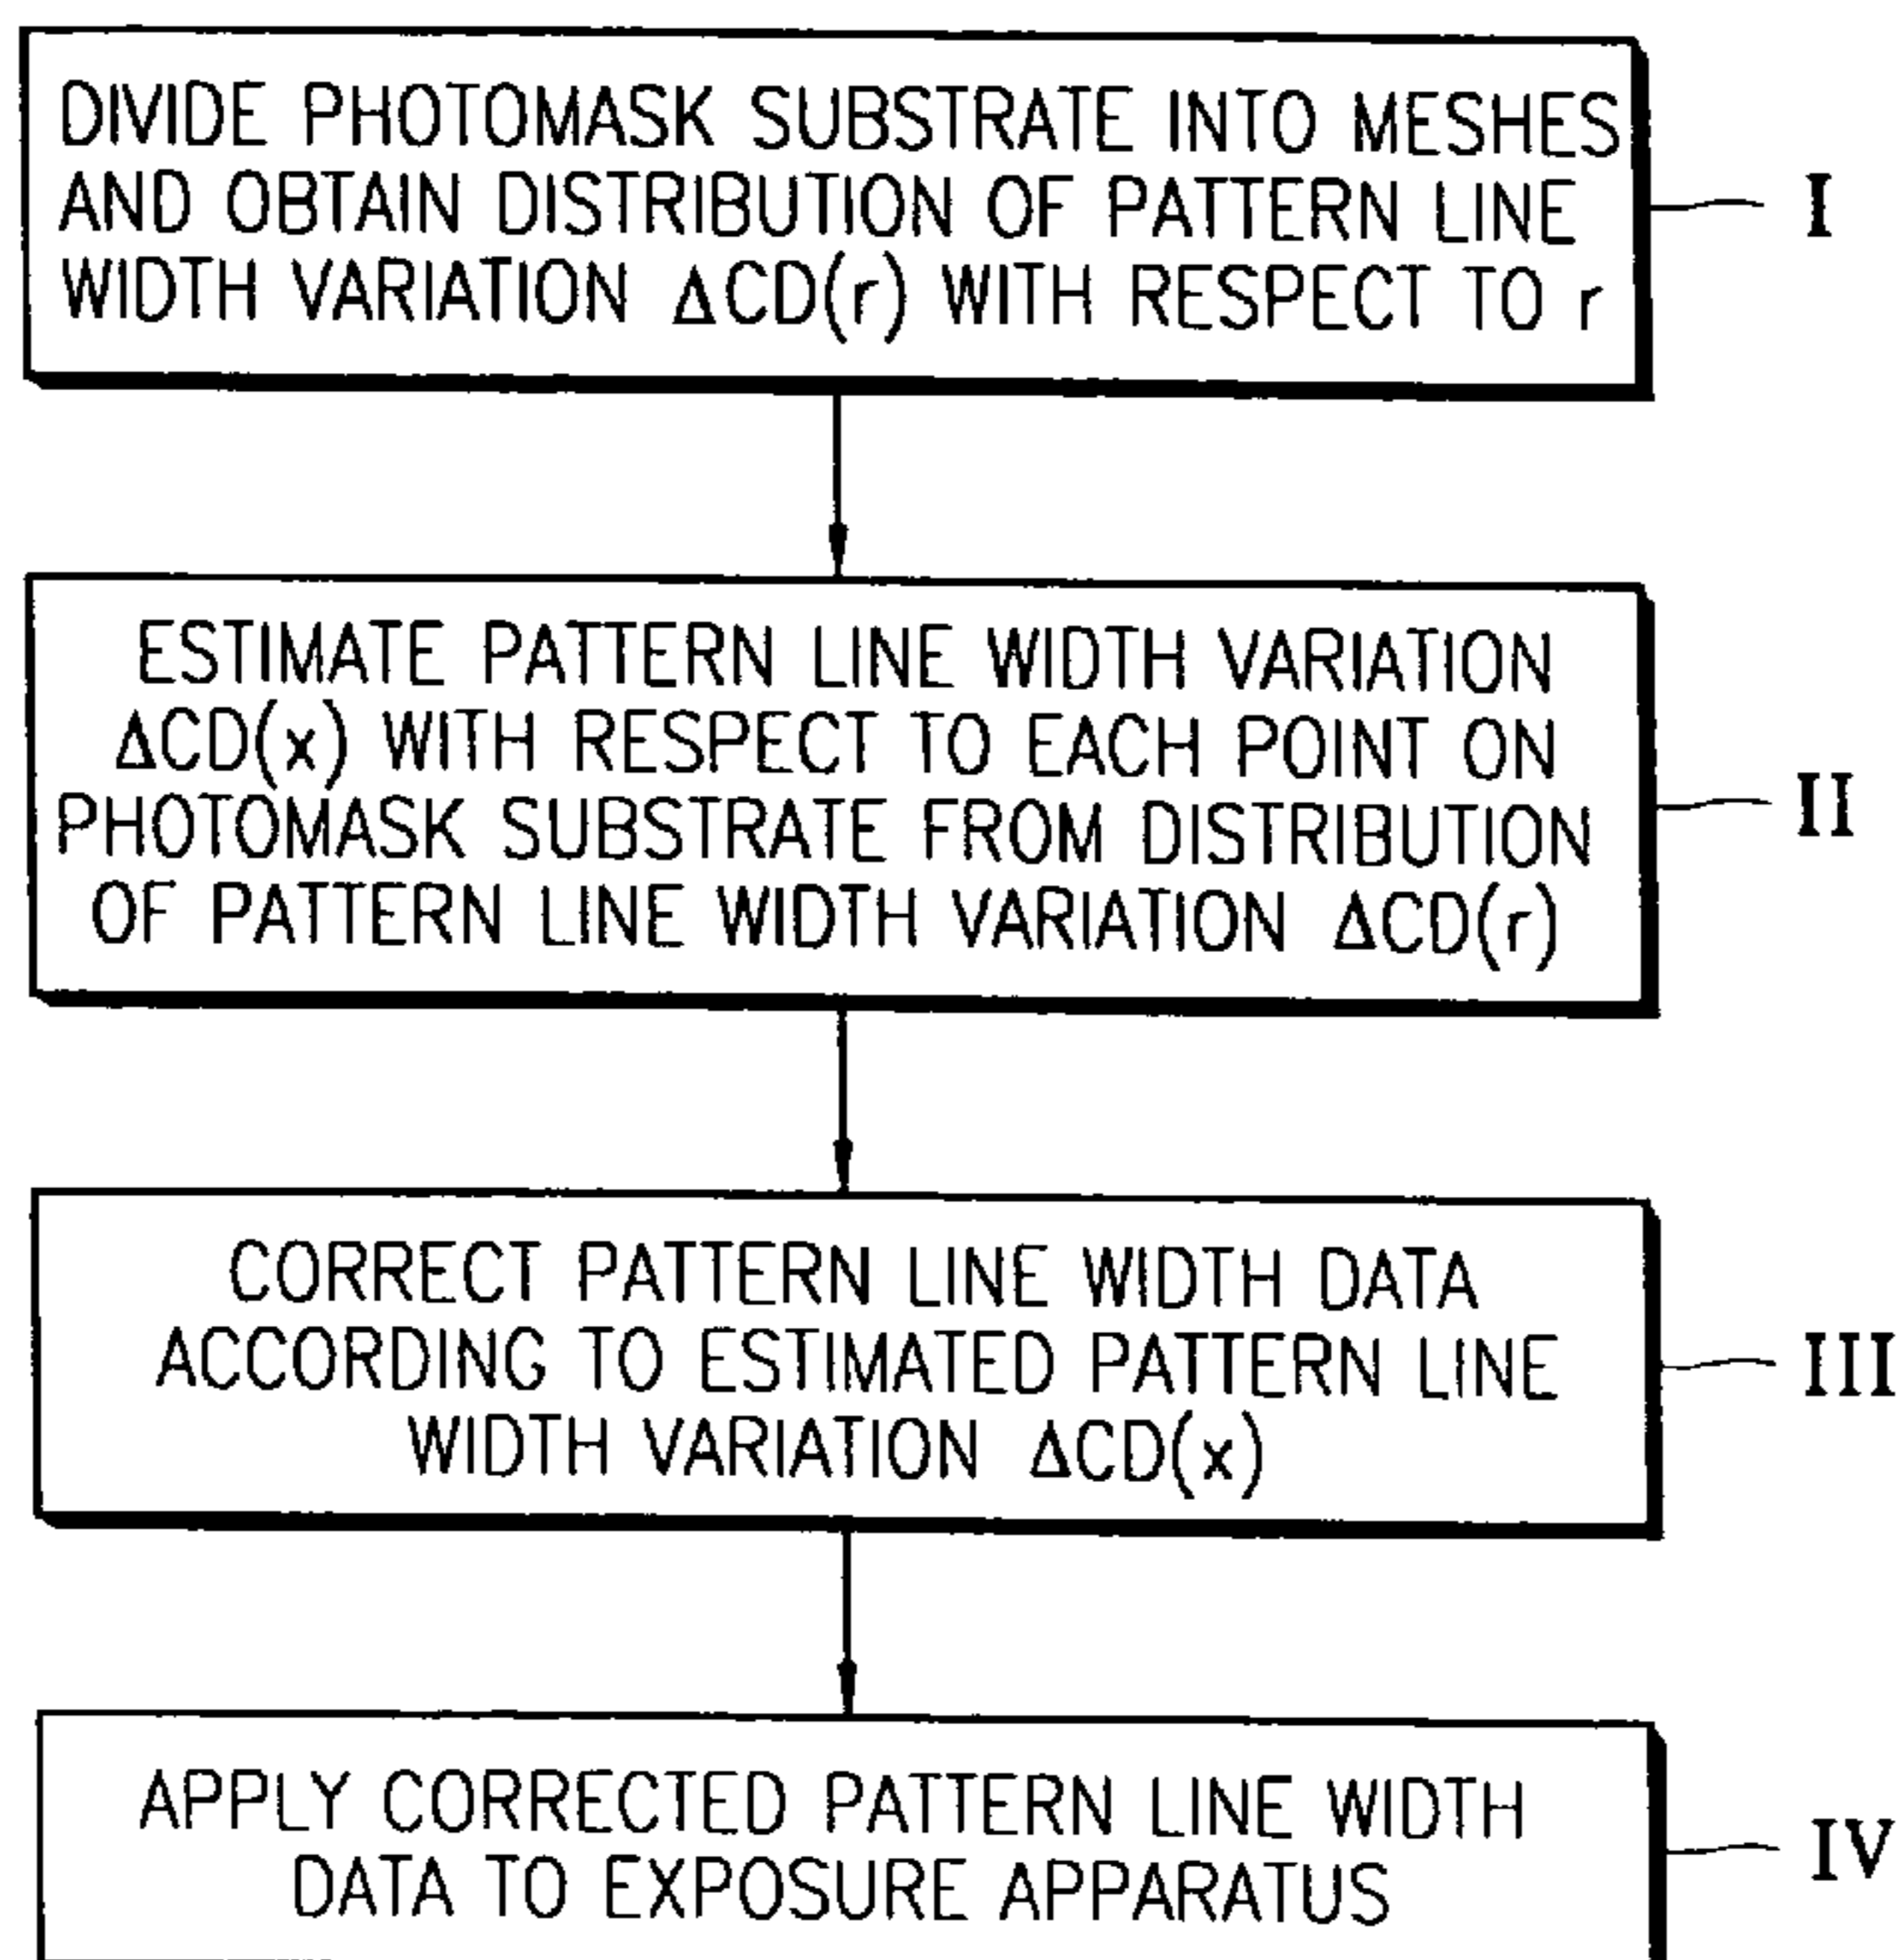 DIVIDE PHOTOMASK SUBSTRATE INTO MESHES
AND OBTAIN DISTRIBUTION OF PATTERN LINE
WIDTH VARIATION ΔCD(r) WITH RESPECT TO r
I
ESTIMATE PATTERN LINE WIDTH VARIATION
ΔCD(x) WITH RESPECT TO EACH POINT ON
PHOTOMASK SUBSTRATE FROM DISTRIBUTION
OF PATTERN LINE WIDTH VARIATION ΔCD(r)
II
CORRECT PATTERN LINE WIDTH DATA
ACCORDING TO ESTIMATED PATTERN LINE
WIDTH VARIATION ΔCD(x)
III
APPLY CORRECTED PATTERN LINE WIDTH
DATA TO EXPOSURE APPARATUS
IV